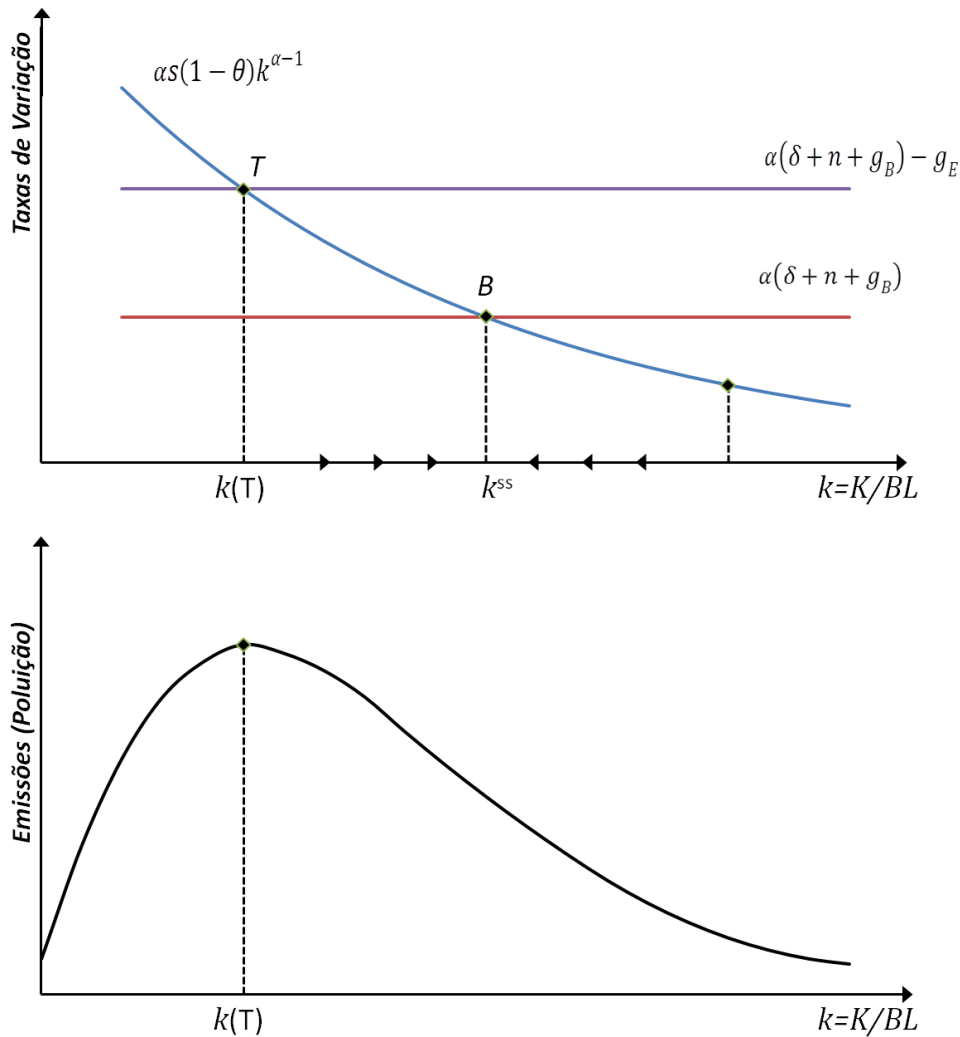 Taxas de Variação
αs(1 − θ)k^{α−1}
T
α(δ + n + g_B) − g_E
B
α(δ + n + g_B)
k(T)
k^{ss}
k=K/BL
Emissões (Poluição)
k(T)
k=K/BL